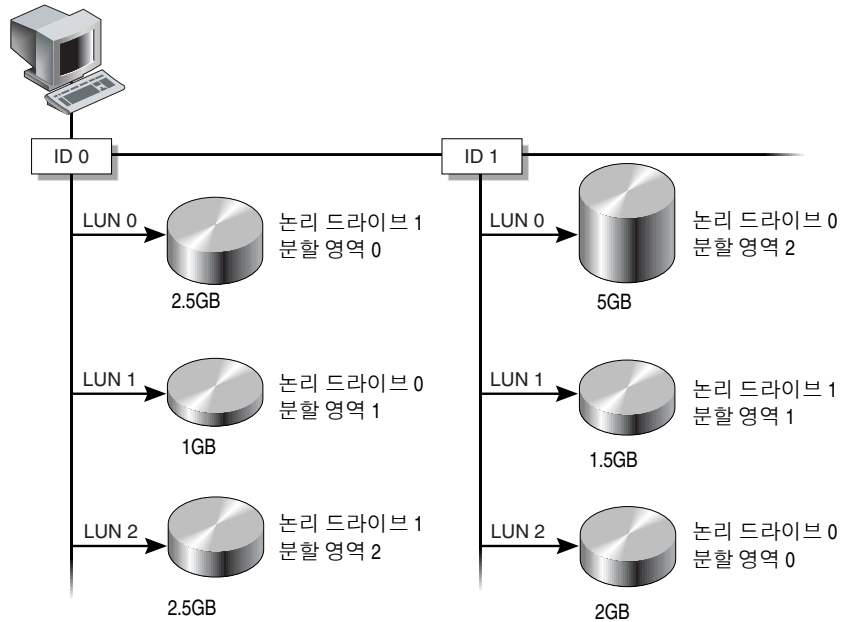 ID 0
ID 1
LUN 0
논리 드라이브 1
분할 영역 0
2.5GB
LUN 0
논리 드라이브 0
분할 영역 2
5GB
LUN 1
논리 드라이브 0
분할 영역 1
1GB
LUN 1
논리 드라이브 1
분할 영역 1
1.5GB
LUN 2
논리 드라이브 1
분할 영역 2
2.5GB
LUN 2
논리 드라이브 0
분할 영역 0
2GB